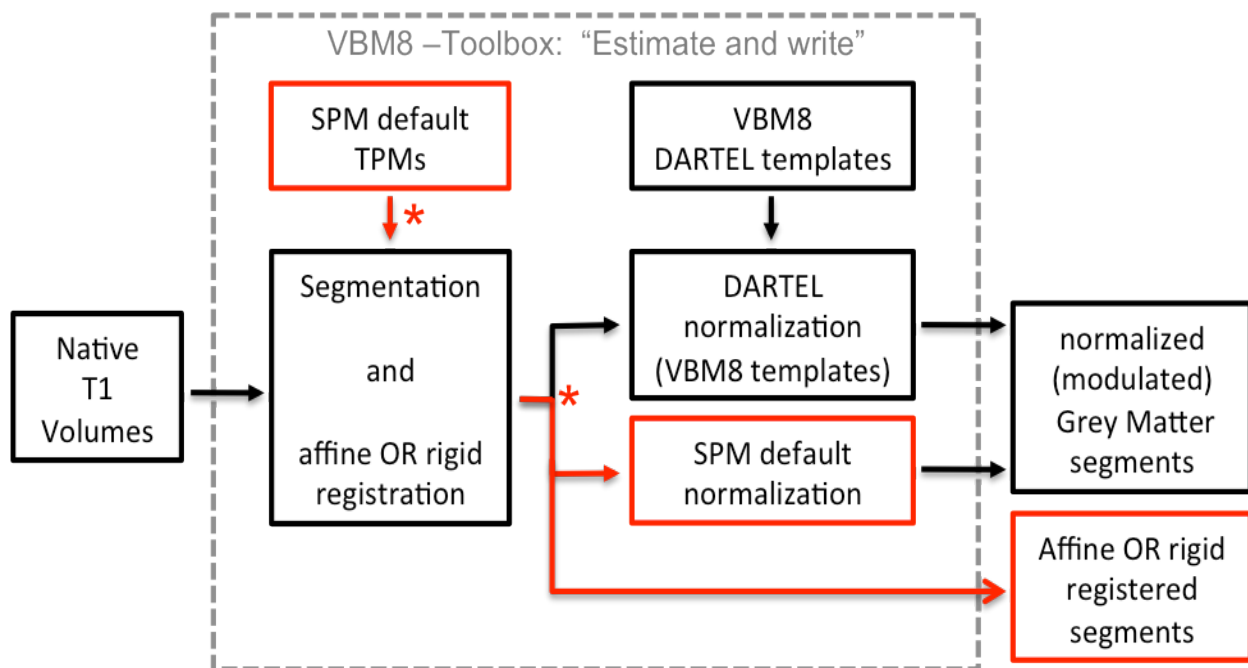 VBM8 –Toolbox: “Estimate and write”
SPM default
TPMs
VBM8
DARTEL templates
*
Segmentation
and
affine OR rigid
registration
DARTEL
normalization
(VBM8 templates)
Native
T1
Volumes
*
SPM default
normalization
normalized
(modulated)
Grey Matter
segments
Affine OR rigid
registered
segments